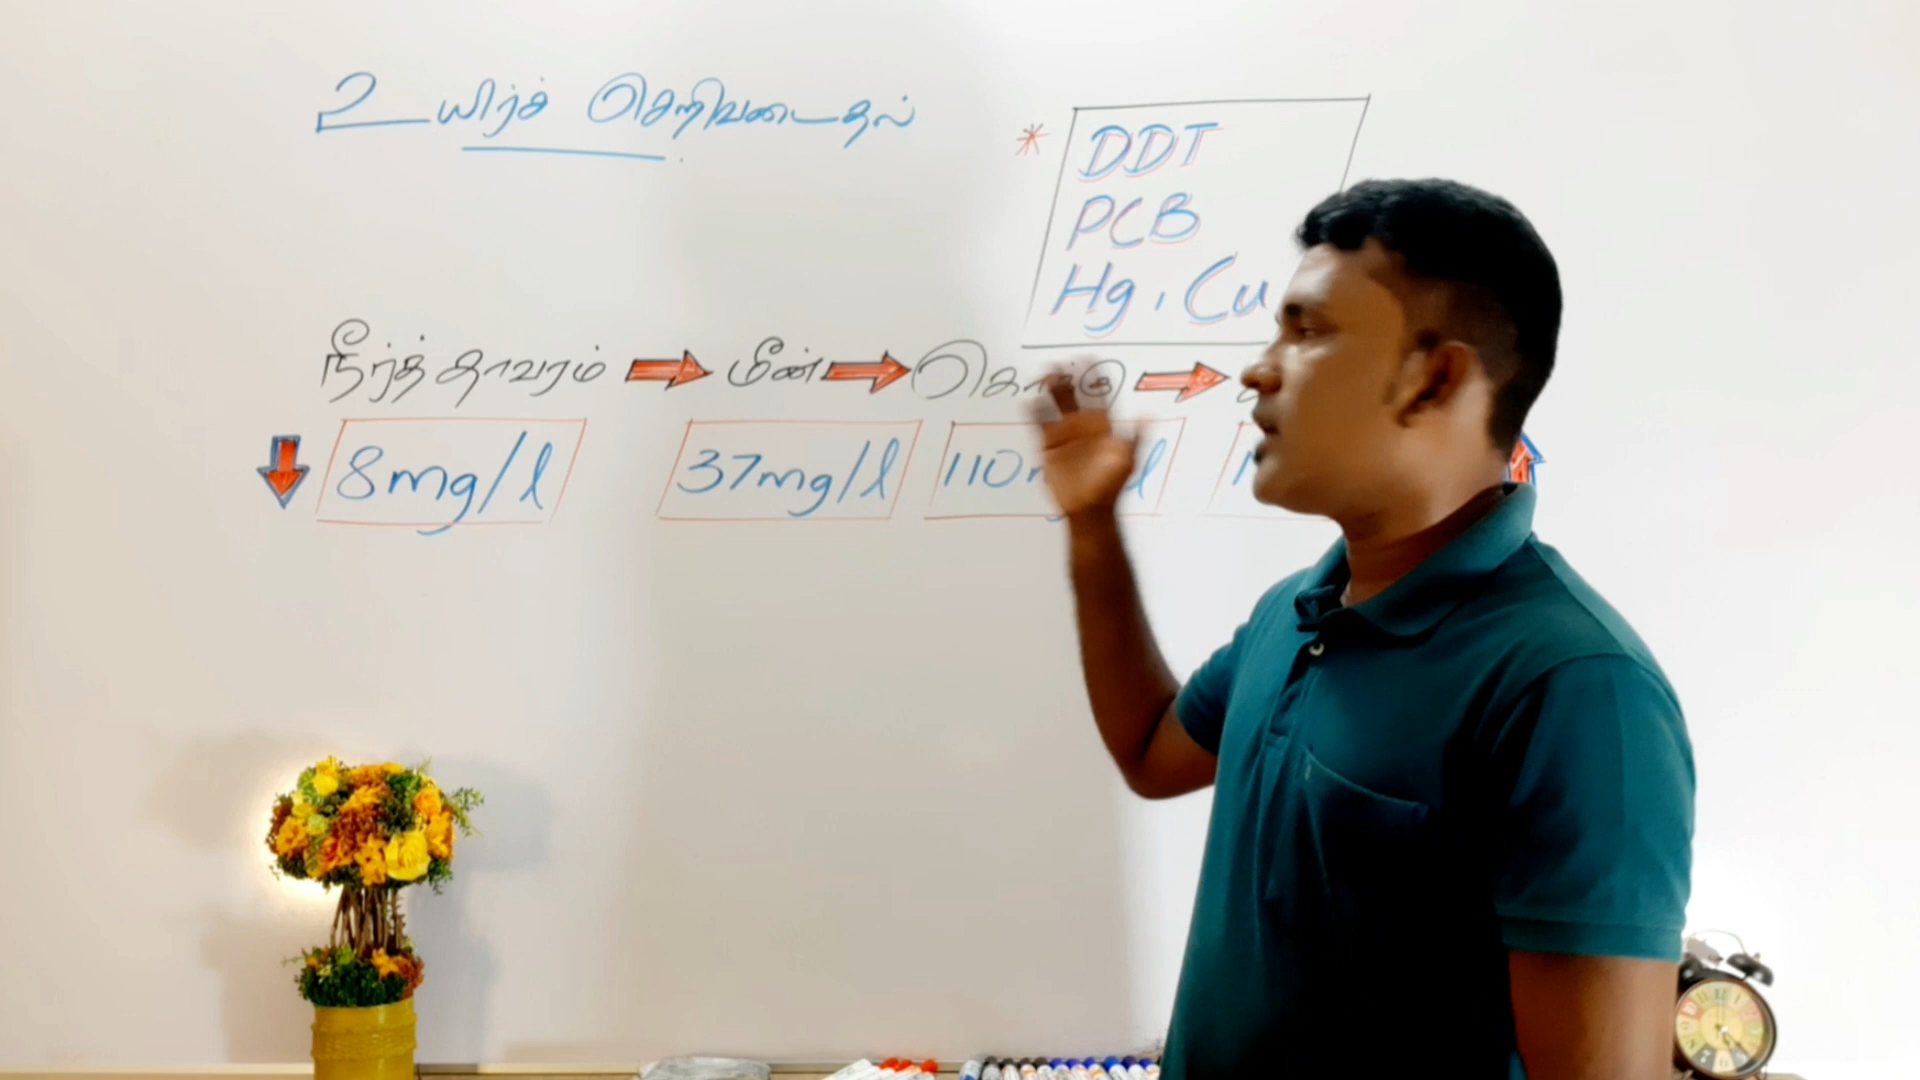 உயிர்ச் செறிவடைதல்
* DDT
PCB
Hg, Cu
நீர்த்தாவரம் மீன் கொக்கு
8mg/l 37mg/l